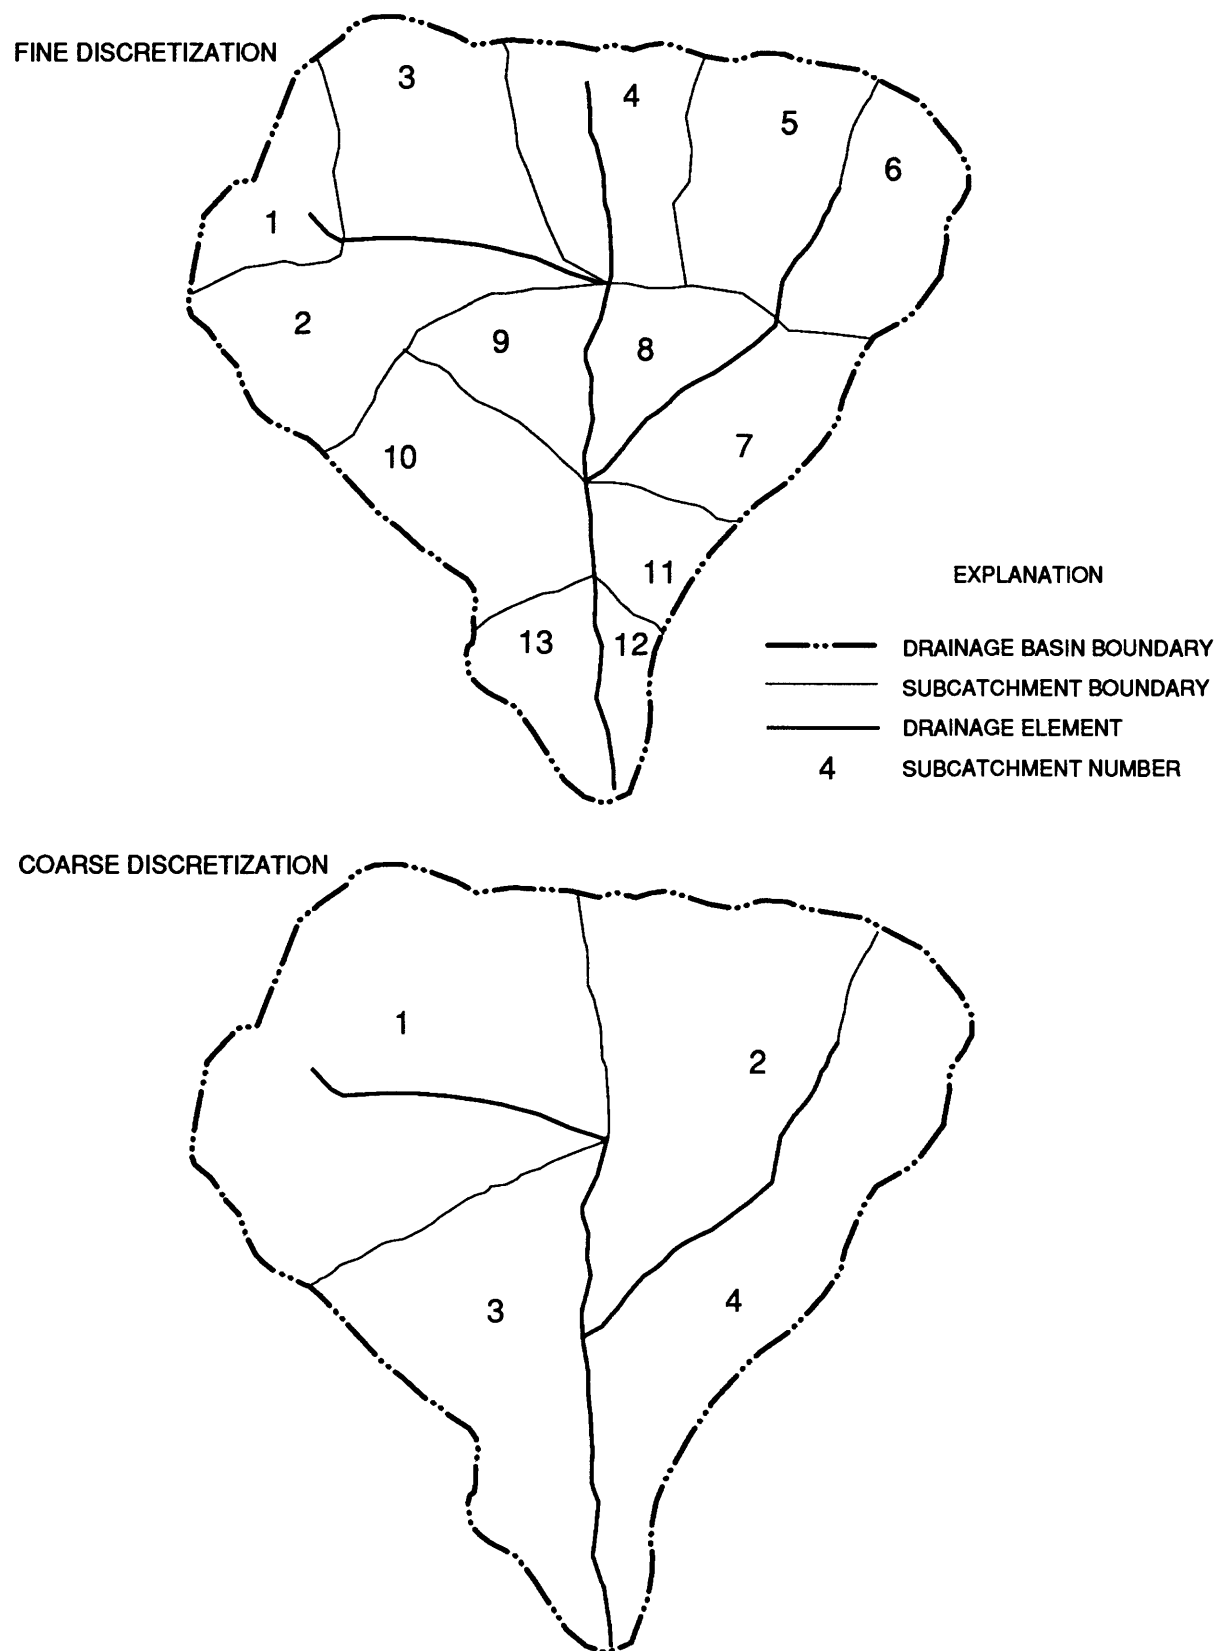 FINE DISCRETIZATION
3
4
5
6
1
2
9
8
7
10
11
13
12
EXPLANATION
DRAINAGE BASIN BOUNDARY
SUBCATCHMENT BOUNDARY
DRAINAGE ELEMENT
4 SUBCATCHMENT NUMBER
COARSE DISCRETIZATION
1
2
3
4